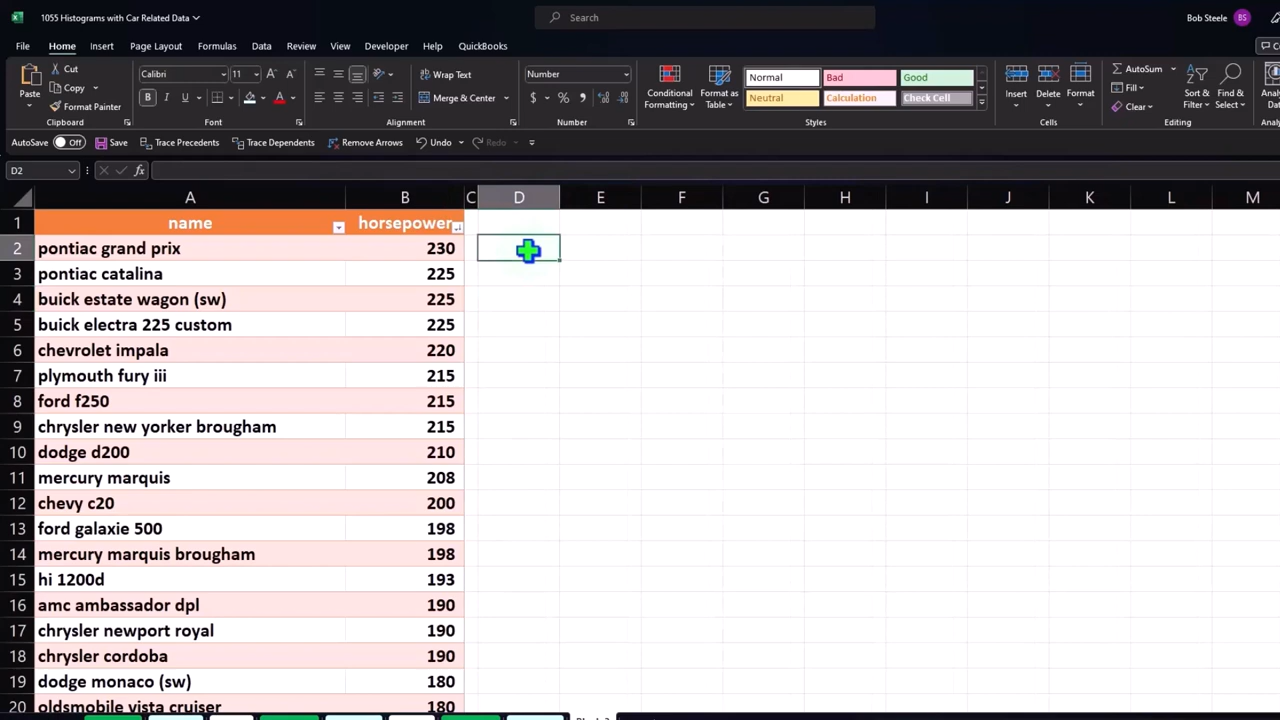 1055 Histograms with Car Related Data
Search
Bob Steele BS
File Home Insert Page Layout Formulas Data Review View Developer Help QuickBooks
Paste
Cut
Copy
Format Painter
Clipboard
Calibri 11
Font
Wrap Text
Merge & Center
Alignment
Number
Number
Conditional Formatting
Format as Table
Normal Bad Good
Neutral Calculation Check Cell
Styles
Insert Delete Format
Cells
AutoSum
Fill
Clear
Sort & Filter
Find & Select
Editing
AutoSave Off Save Trace Precedents Trace Dependents Remove Arrows Undo Redo
D2 fx
A B C D E F G H I J K L M
1 name horsepower
2 pontiac grand prix 230
3 pontiac catalina 225
4 buick estate wagon (sw) 225
5 buick electra 225 custom 225
6 chevrolet impala 220
7 plymouth fury iii 215
8 ford f250 215
9 chrysler new yorker brougham 215
10 dodge d200 210
11 mercury marquis 208
12 chevy c20 200
13 ford galaxie 500 198
14 mercury marquis brougham 198
15 hi 1200d 193
16 amc ambassador dpl 190
17 chrysler newport royal 190
18 chrysler cordoba 190
19 dodge monaco (sw) 180
20 oldsmobile vista cruiser 180